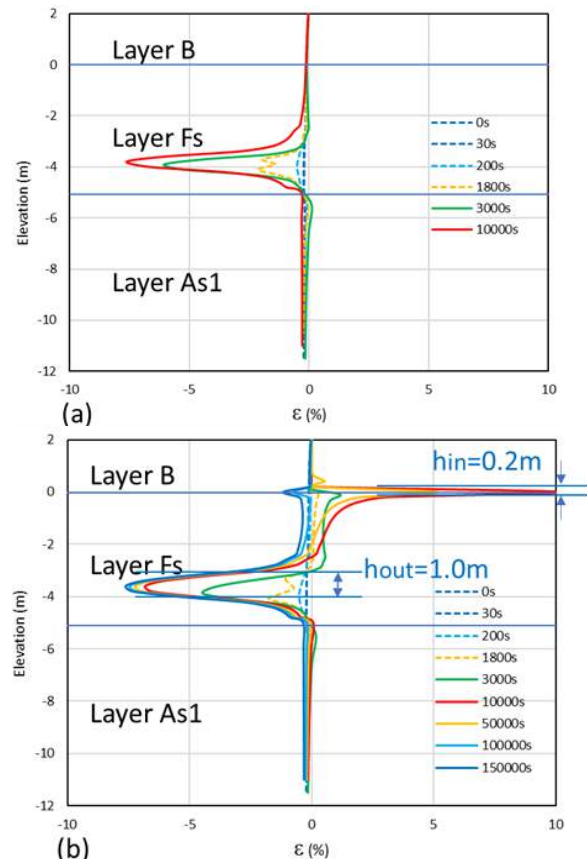 2
Layer B
0
-2
Layer Fs
0s
30s
-4
200s
1800s
Elevation (m)
-6
3000s
10000s
-8
Layer As1
-10
-12
-10
-5
0
5
10
(a)
ε (%)
2
hin=0.2m
Layer B
0
-2
Layer Fs
hout=1.0m
-4
0s
30s
Elevation (m)
200s
-6
1800s
3000s
Layer As1
10000s
-8
50000s
100000s
-10
150000s
-12
-10
-5
0
5
10
(b)
ε (%)